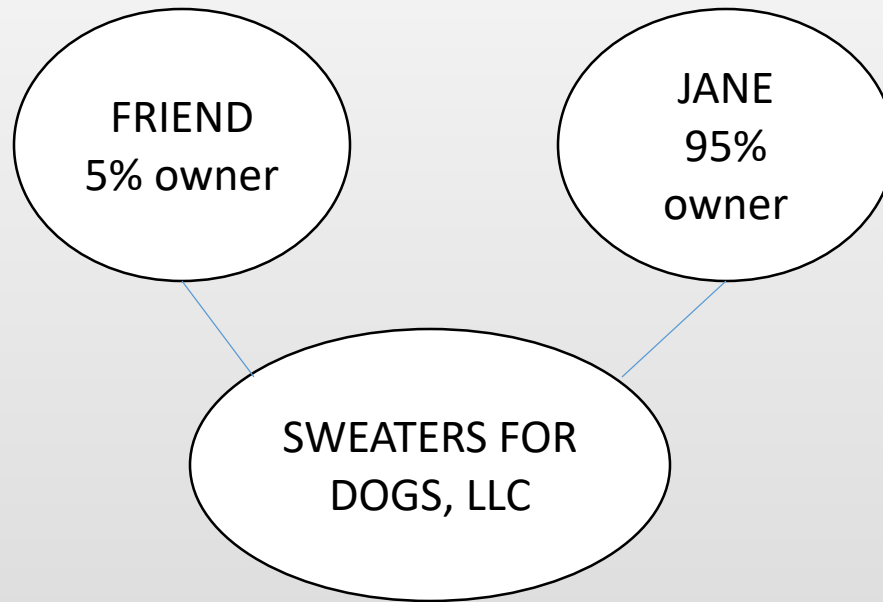 FRIEND
5% owner
JANE
95%
owner
SWEATERS FOR
DOGS, LLC